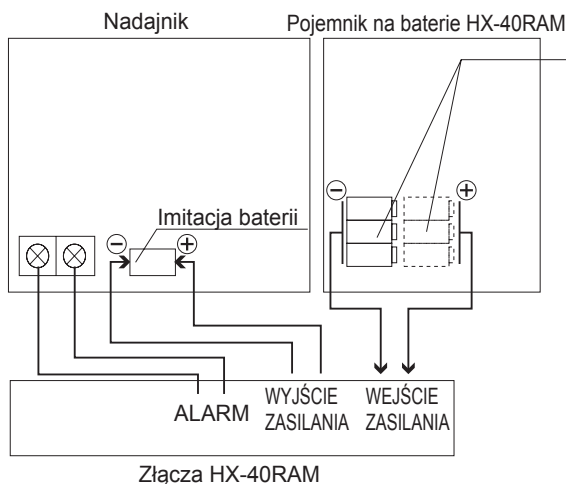 Nadajnik
Pojemnik na baterie HX-40RAM
⊖
⊕
Imitacja baterii
⊖
⊕
ALARM
WYJŚCIE
ZASILANIA
WEJŚCIE
ZASILANIA
Złącza HX-40RAM